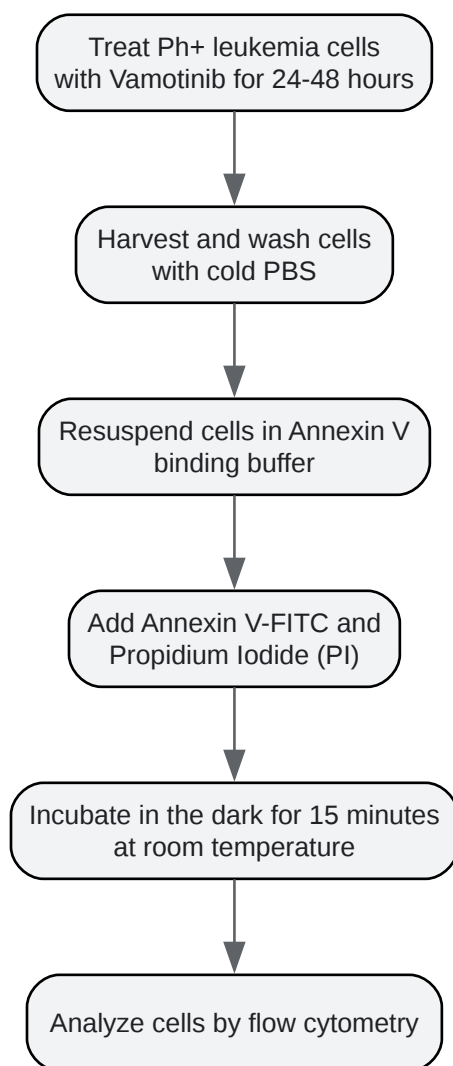 Treat Ph+ leukemia cells
with Vamotinib for 24-48 hours
Harvest and wash cells
with cold PBS
Resuspend cells in Annexin V
binding buffer
Add Annexin V-FITC and
Propidium Iodide (PI)
Incubate in the dark for 15 minutes
at room temperature
Analyze cells by flow cytometry